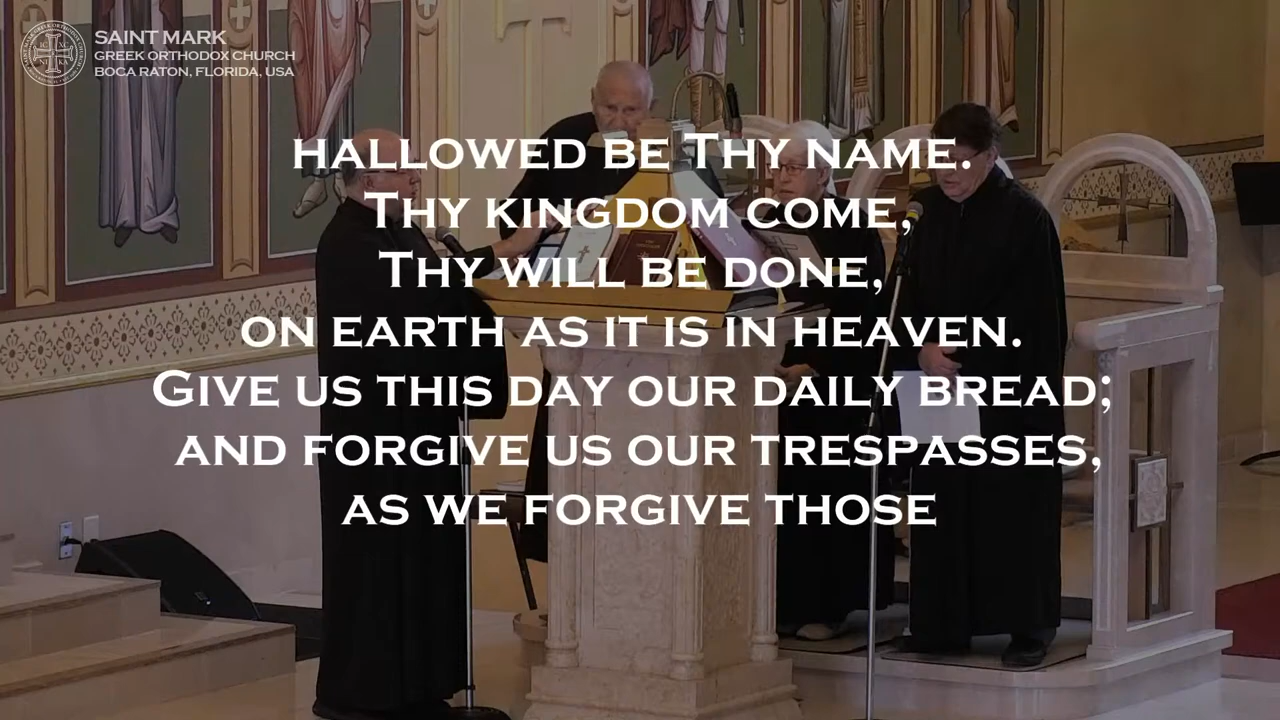 SAINT MARK
GREEK ORTHODOX CHURCH
BOCA RATON, FLORIDA, USA
HALLOWED BE THY NAME.
THY KINGDOM COME,
THY WILL BE DONE,
ON EARTH AS IT IS IN HEAVEN.
GIVE US THIS DAY OUR DAILY BREAD;
AND FORGIVE US OUR TRESPASSES,
AS WE FORGIVE THOSE